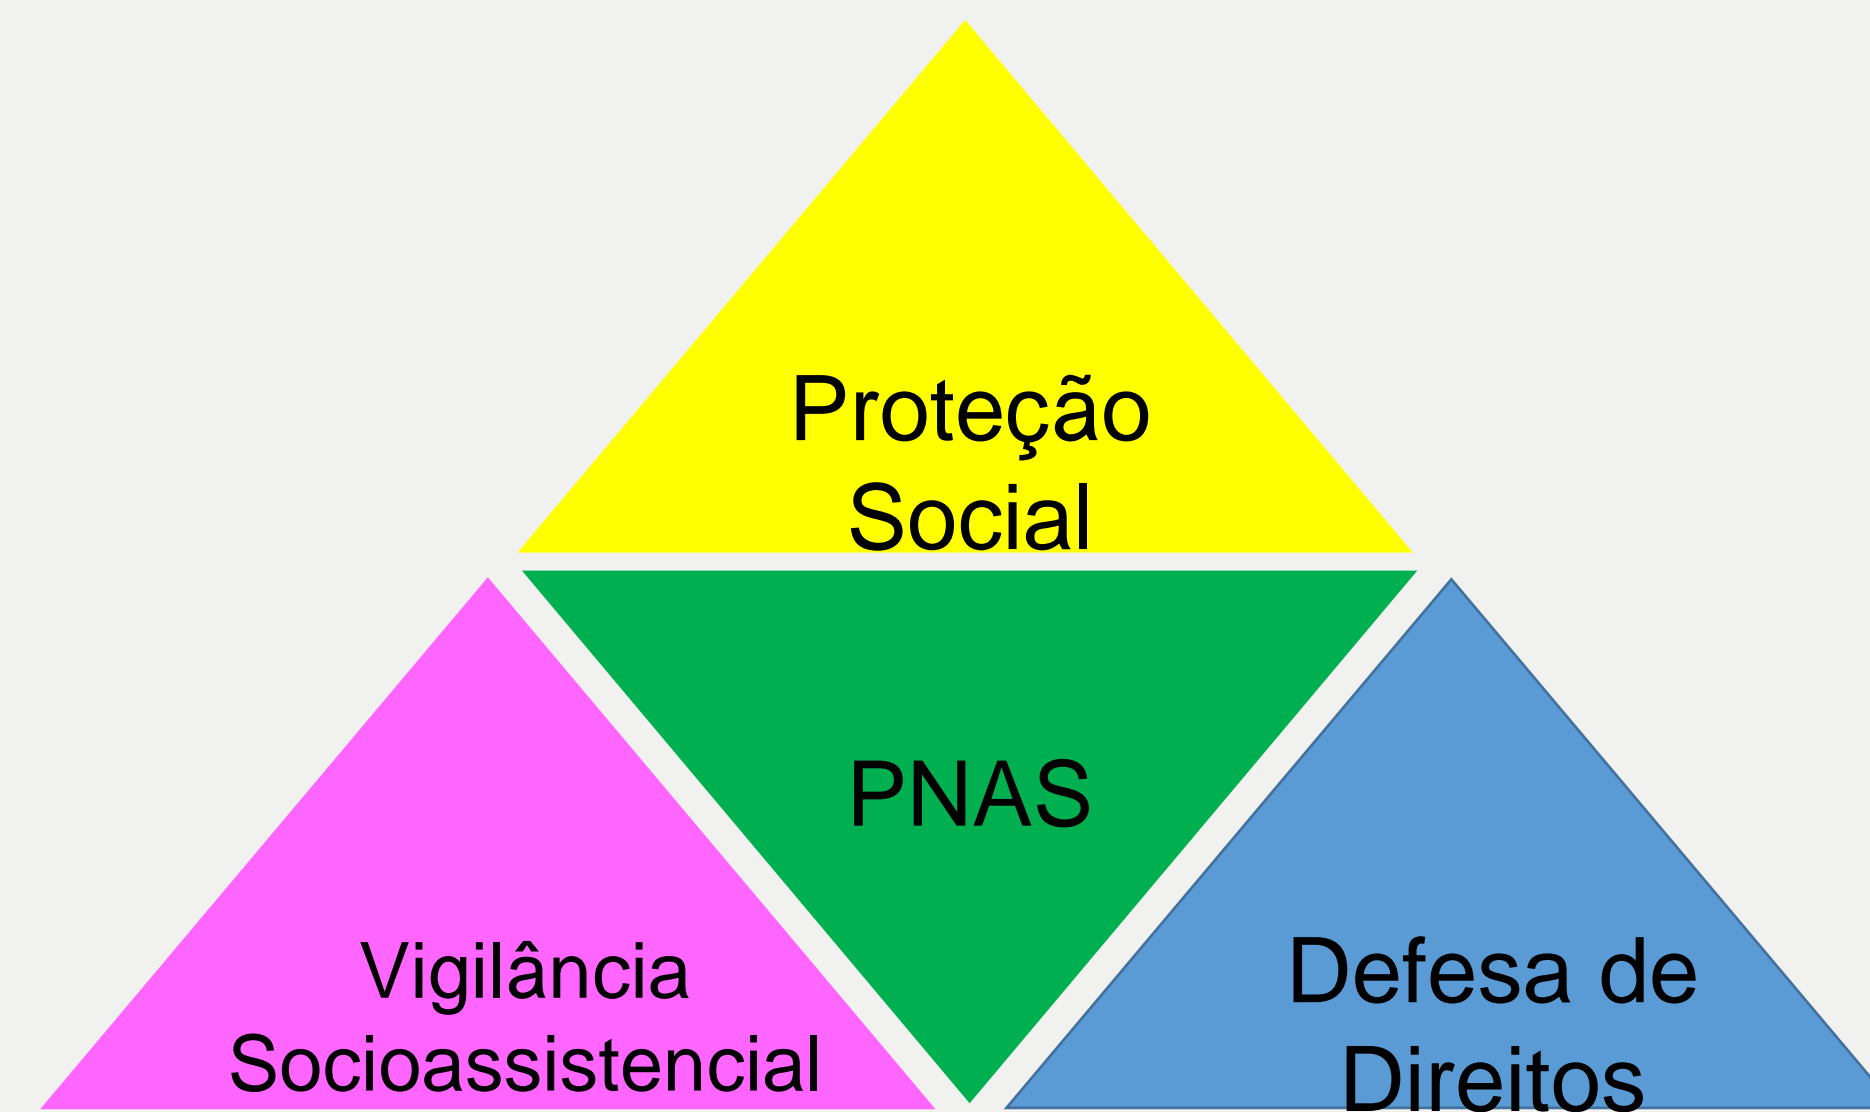 Proteção
Social
PNAS
Vigilância
Socioassistencial
Defesa de
Direitos